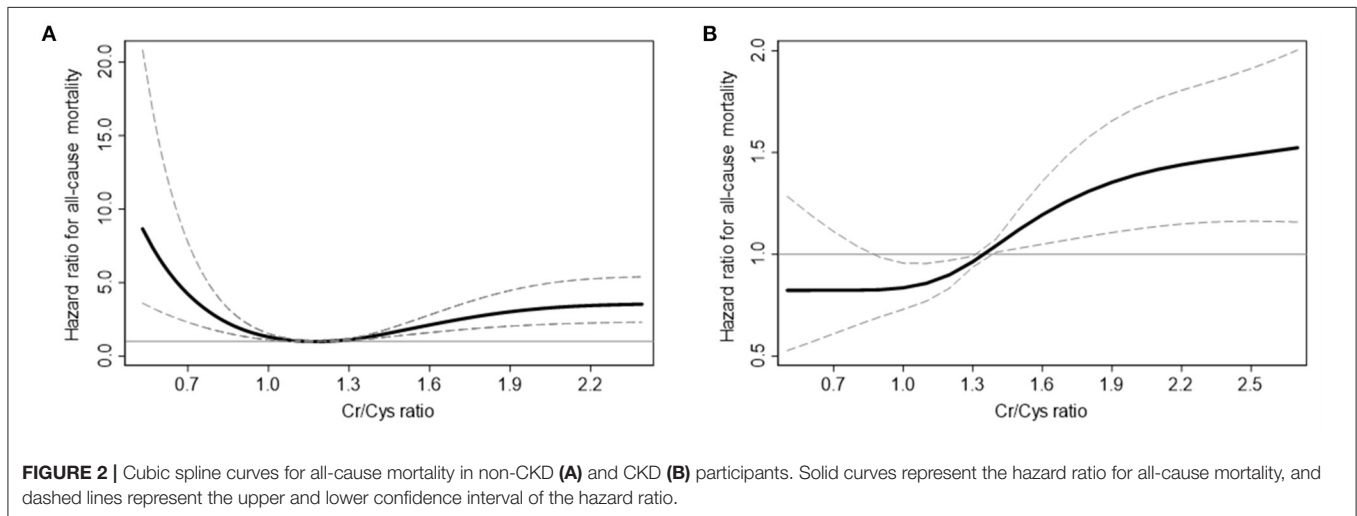 A
Hazard ratio for all-cause mortality
20.0
15.0
10.0
5.0
0.0
0.7 1.0 1.3 1.6 1.9 2.2
Cr/Cys ratio
B
Hazard ratio for all-cause mortality
2.0
1.5
1.0
0.5
0.7 1.0 1.3 1.6 1.9 2.2 2.5
Cr/Cys ratio
FIGURE 2 | Cubic spline curves for all-cause mortality in non-CKD (A) and CKD (B) participants. Solid curves represent the hazard ratio for all-cause mortality, and
dashed lines represent the upper and lower confidence interval of the hazard ratio.